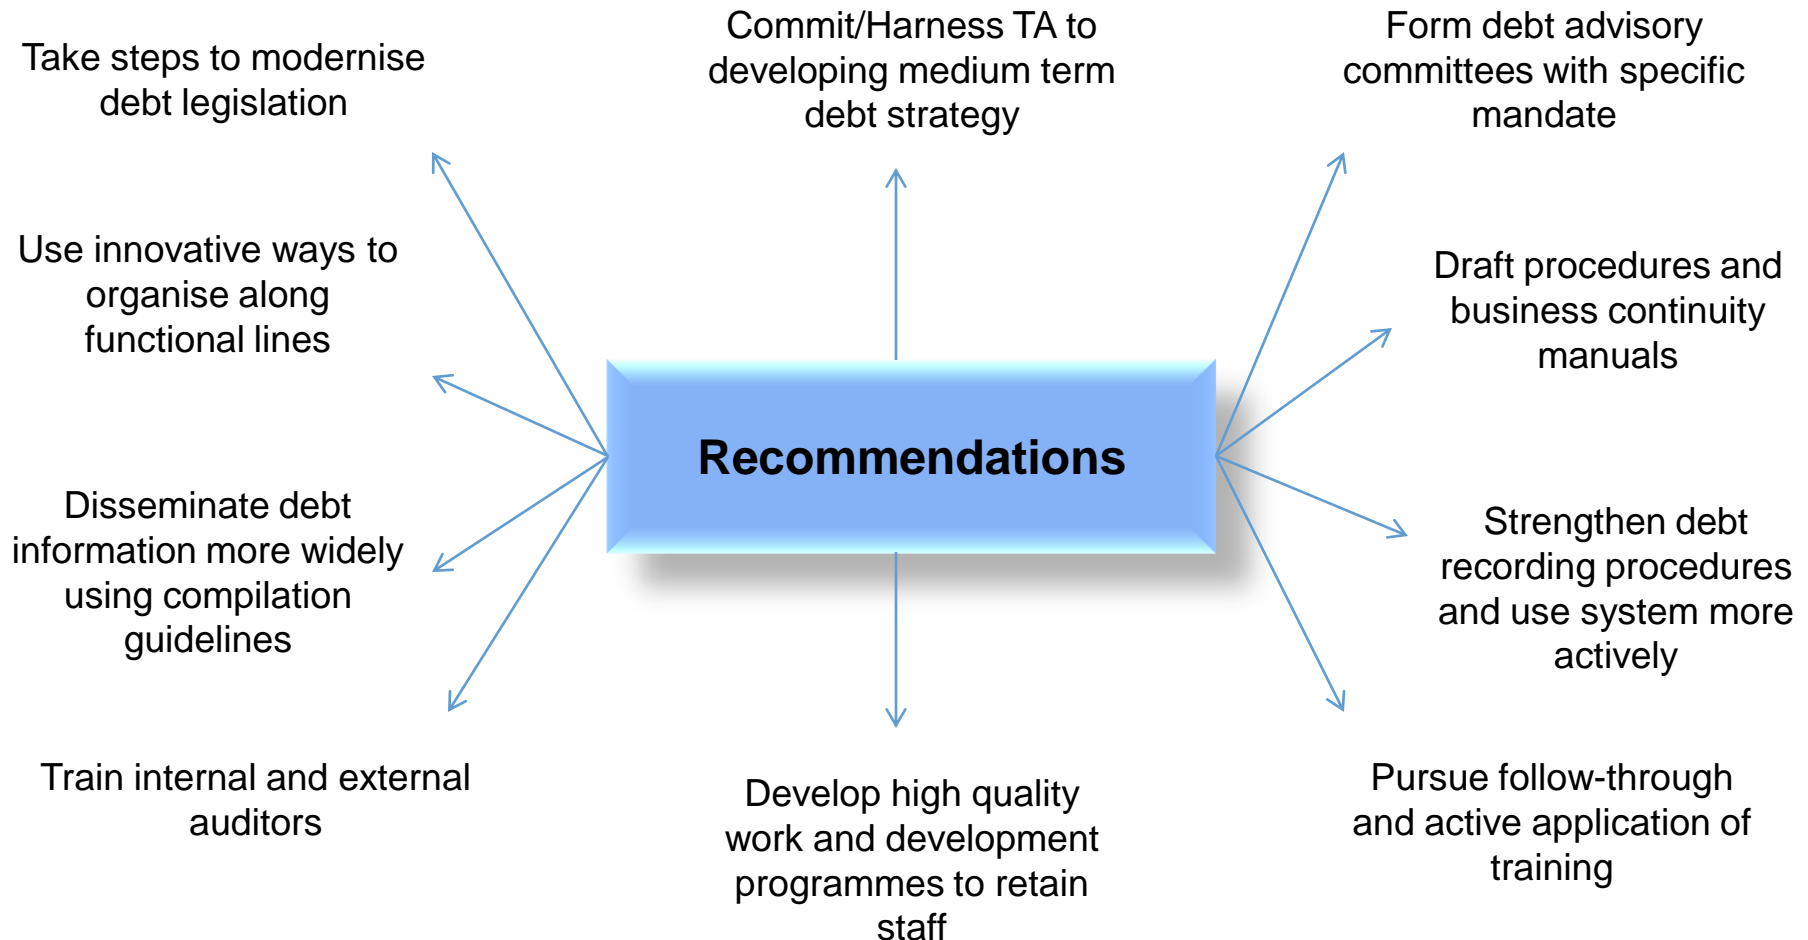 Take steps to modernise
debt legislation
Commit/Harness TA to
developing medium term
debt strategy
Form debt advisory
committees with specific
mandate
Use innovative ways to
organise along
functional lines
Draft procedures and
business continuity
manuals
Recommendations
Disseminate debt
information more widely
using compilation
guidelines
Strengthen debt
recording procedures
and use system more
actively
Train internal and external
auditors
Develop high quality
work and development
programmes to retain
staff
Pursue follow-through
and active application of
training